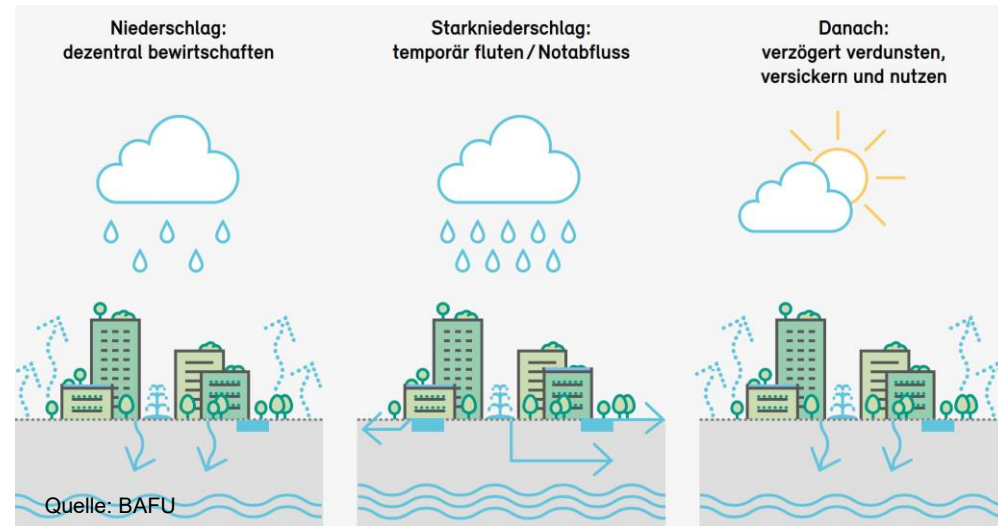 Niederschlag:
dezentral bewirtschaften
Starkniederschlag:
temporär fluten / Notabfluss
Danach:
verzögert verdunsten,
versickern und nutzen
Quelle: BAFU